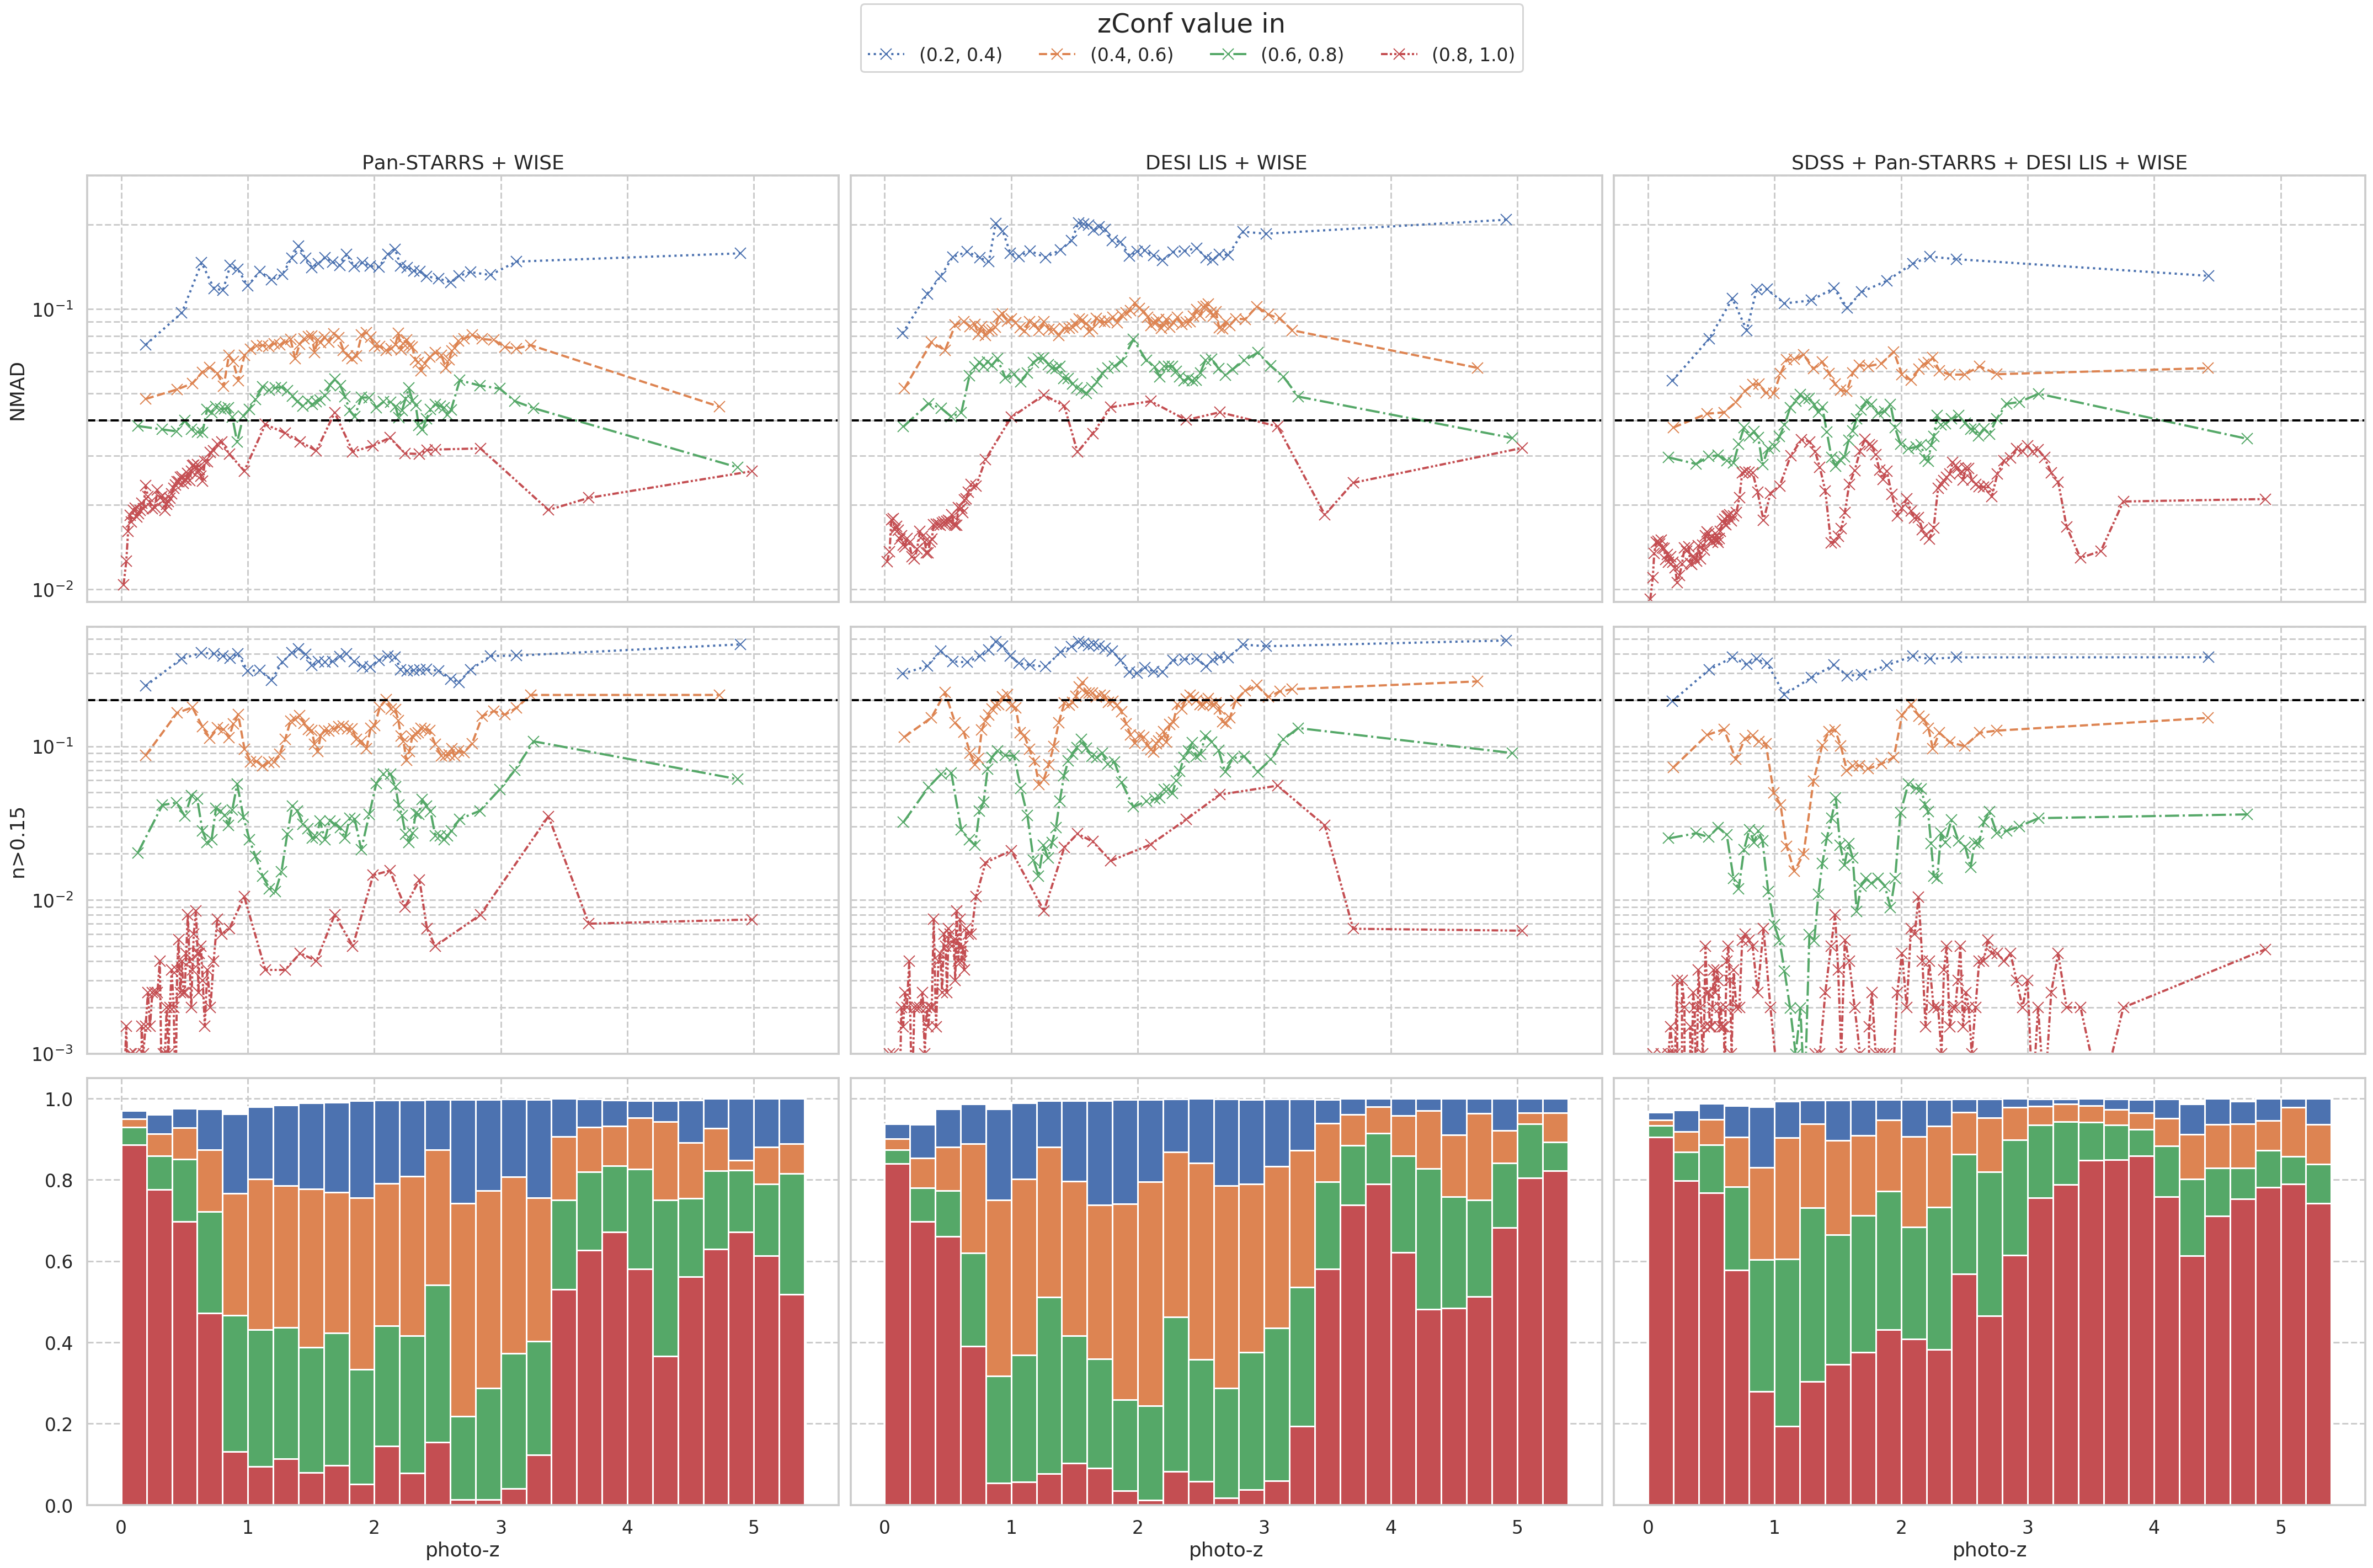 zConf value in
(0.2, 0.4) (0.4, 0.6) (0.6, 0.8) (0.8, 1.0)
Pan-STARRS + WISE DESI LIS + WISE SDSS + Pan-STARRS + DESI LIS + WISE
NMAD
10⁻¹
10⁻²
n>0.15
10⁻¹
10⁻²
10⁻³
1.0
0.8
0.6
0.4
0.2
0.0
0 1 2 3 4 5 0 1 2 3 4 5 0 1 2 3 4 5
photo-z photo-z photo-z